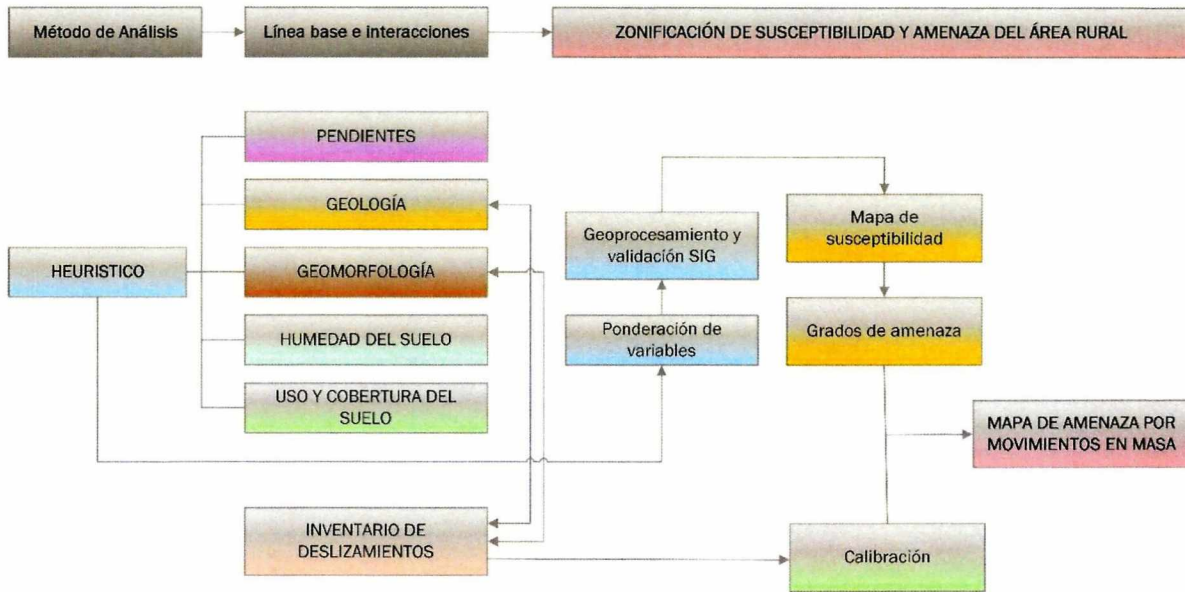 Método de Análisis
Línea base e interacciones
ZONIFICACIÓN DE SUSCEPTIBILIDAD Y AMENAZA DEL ÁREA RURAL
PENDIENTES
GEOLOGÍA
HEURISTICO
GEOMORFOLOGÍA
HUMEDAD DEL SUELO
USO Y COBERTURA DEL
SUELO
INVENTARIO DE
DESLIZAMIENTOS
Geoprocesamiento y
validación SIG
Ponderación de
variables
Mapa de
susceptibilidad
Grados de amenaza
MAPA DE AMENAZA POR
MOVIMIENTOS EN MASA
Calibración